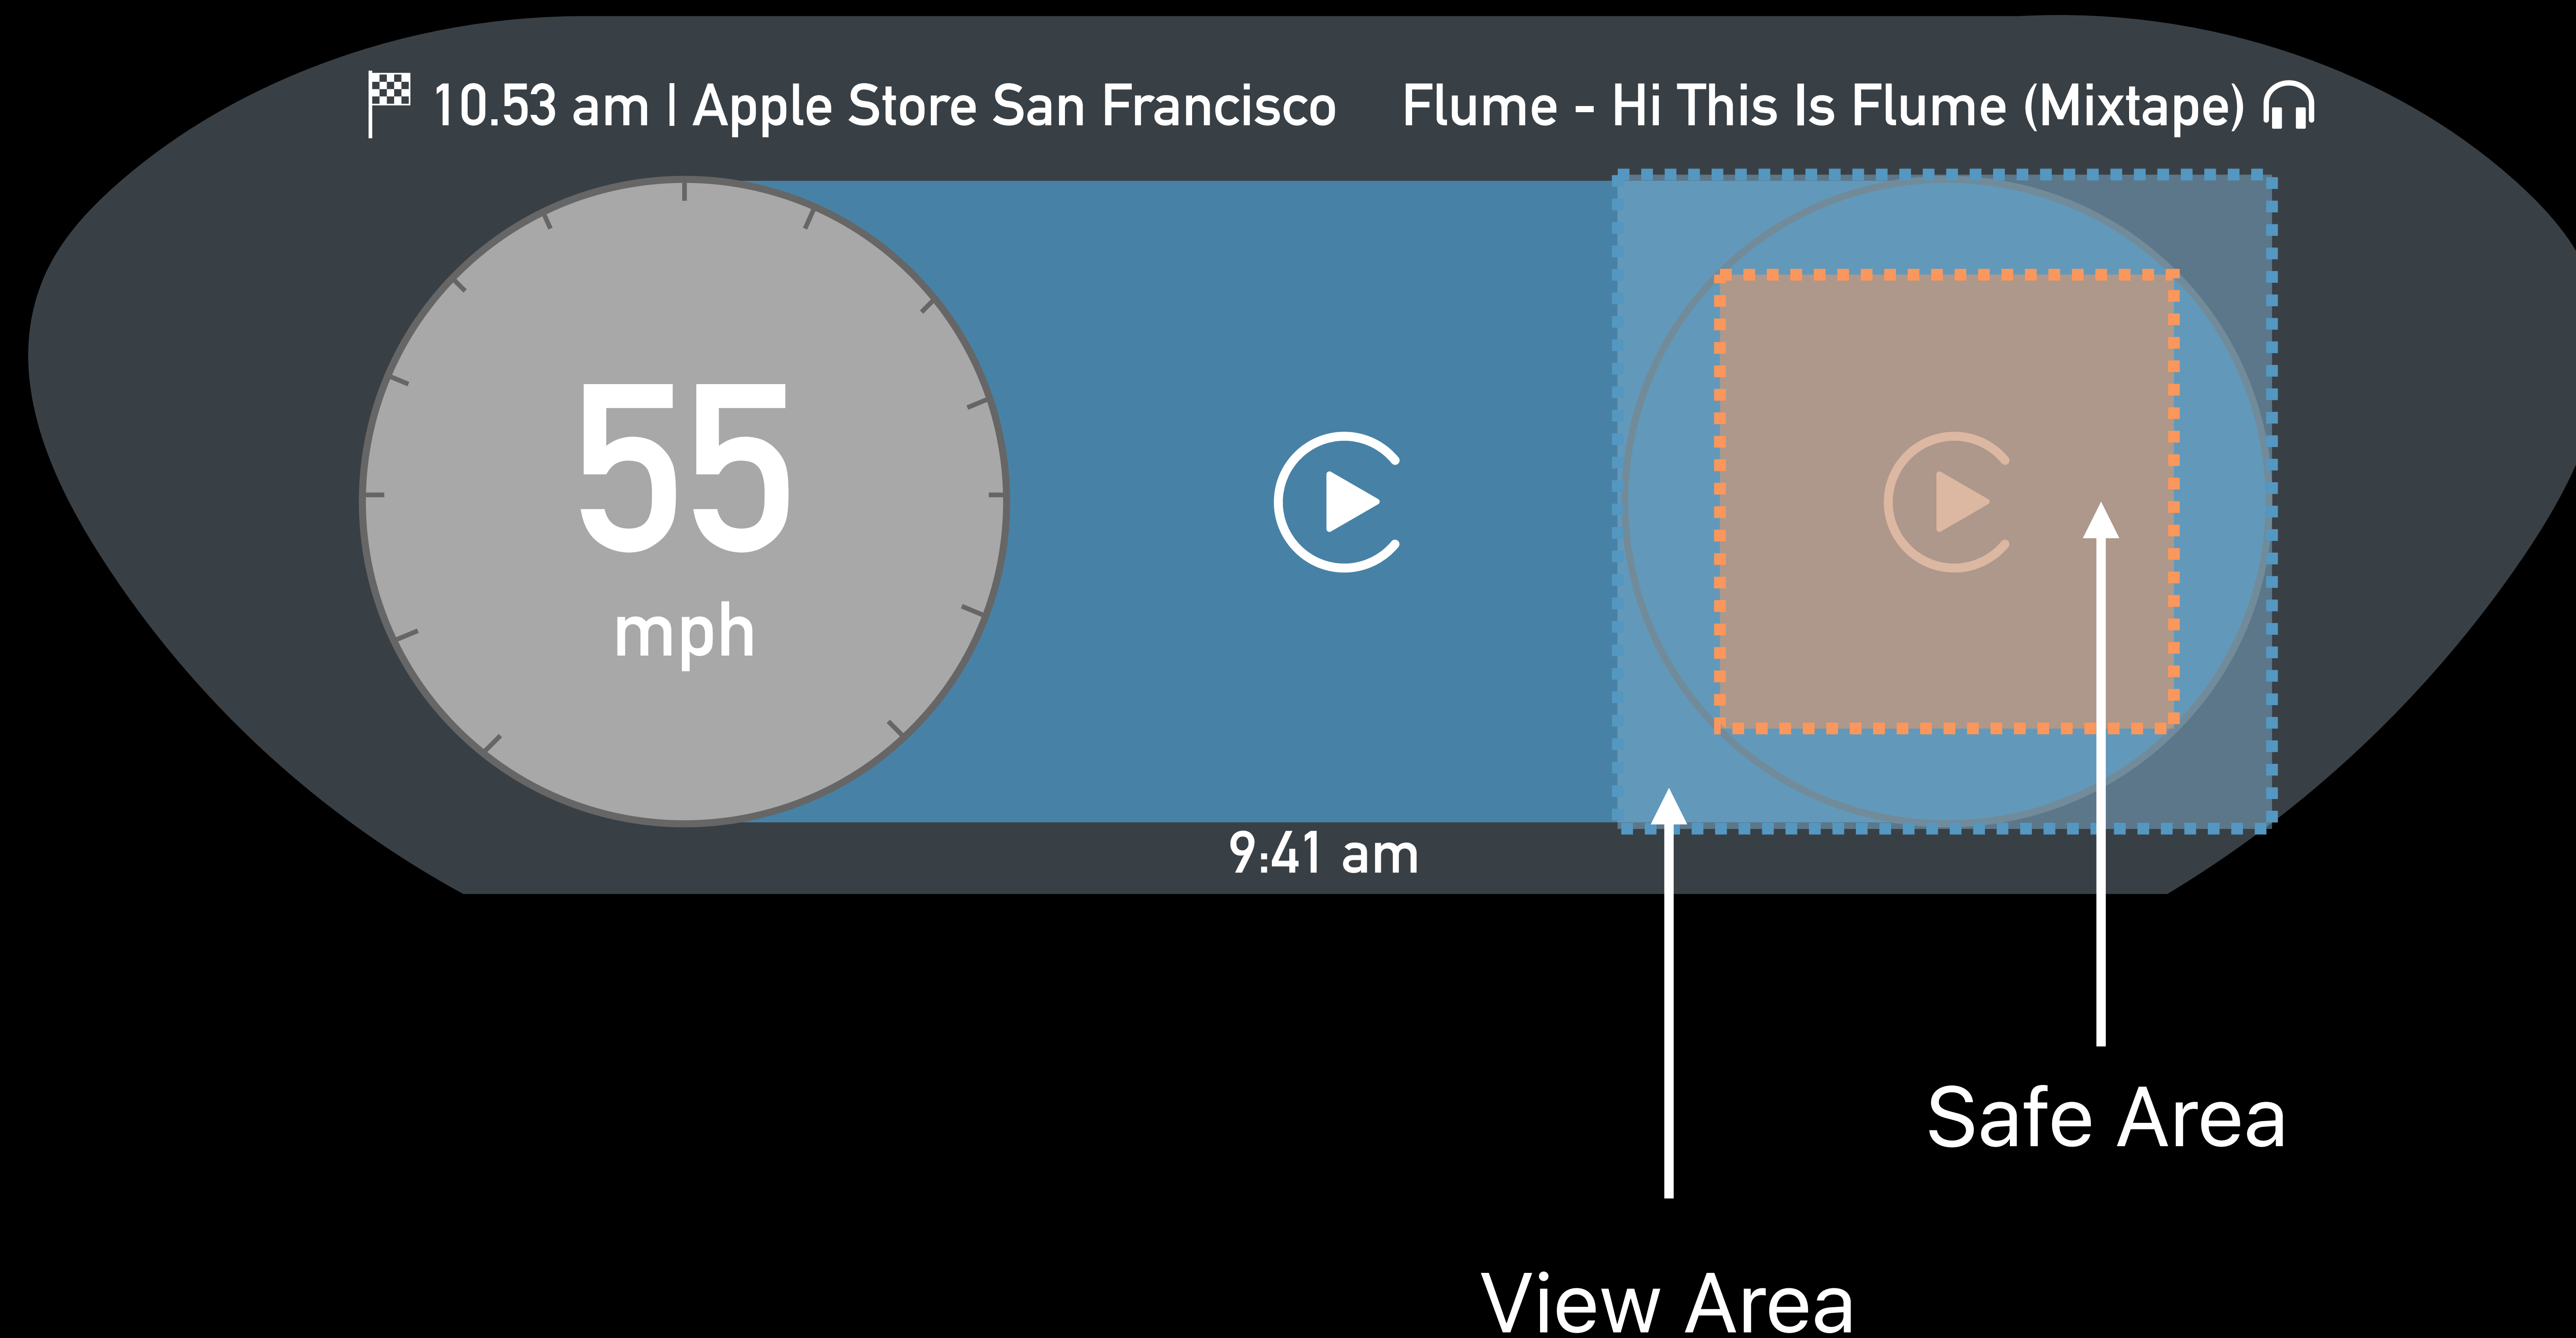 10.53 am | Apple Store San Francisco
Flume - Hi This Is Flume (Mixtape)
55
mph
9:41 am
Safe Area
View Area